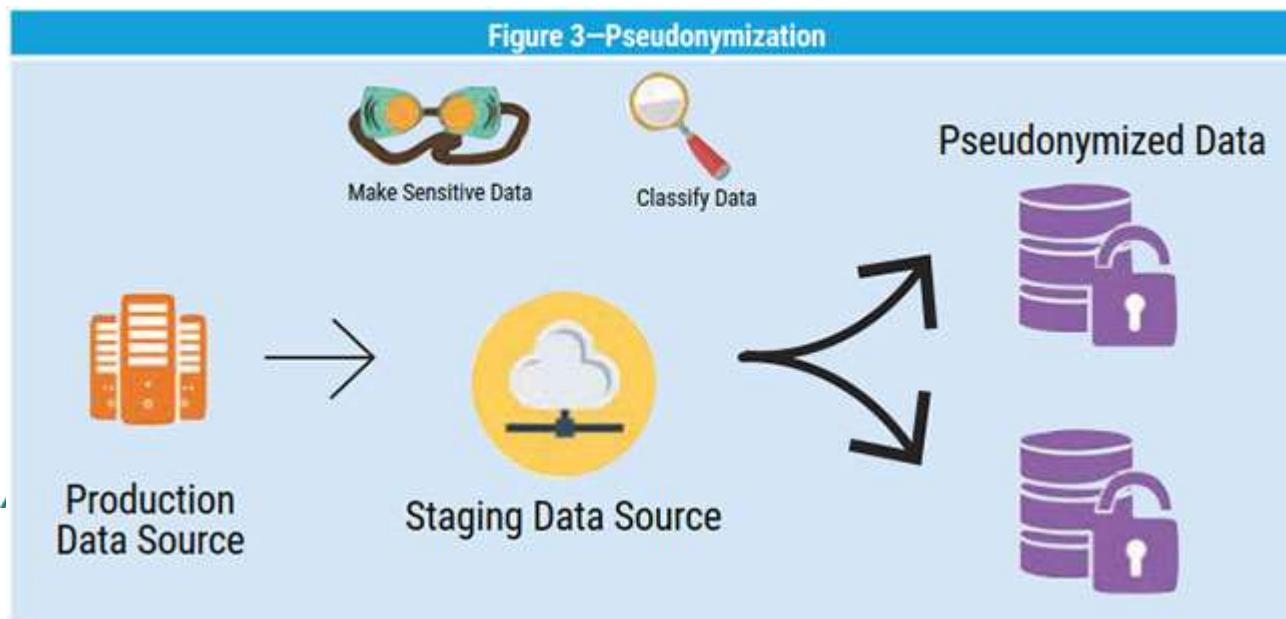 Figure 3—Pseudonymization
Make Sensitive Data
Classify Data
Pseudonymized Data
Production
Data Source
Staging Data Source